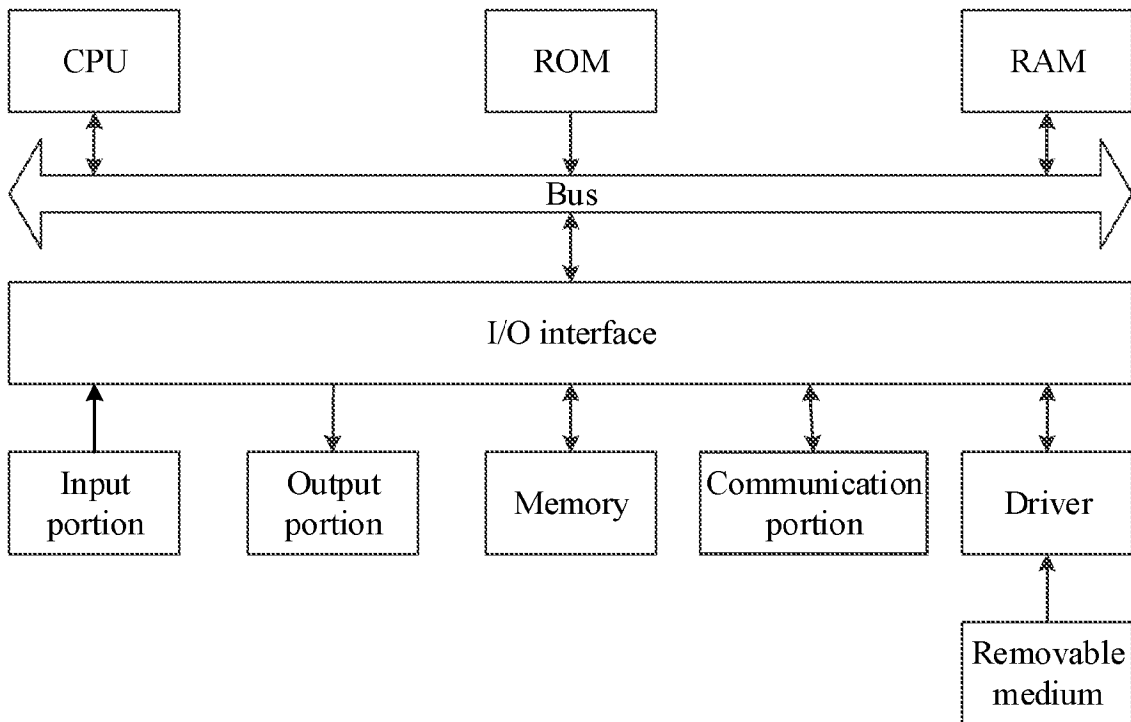 CPU
ROM
RAM
Bus
I/O interface
Input
portion
Output
portion
Memory
Communication
portion
Driver
Removable
medium